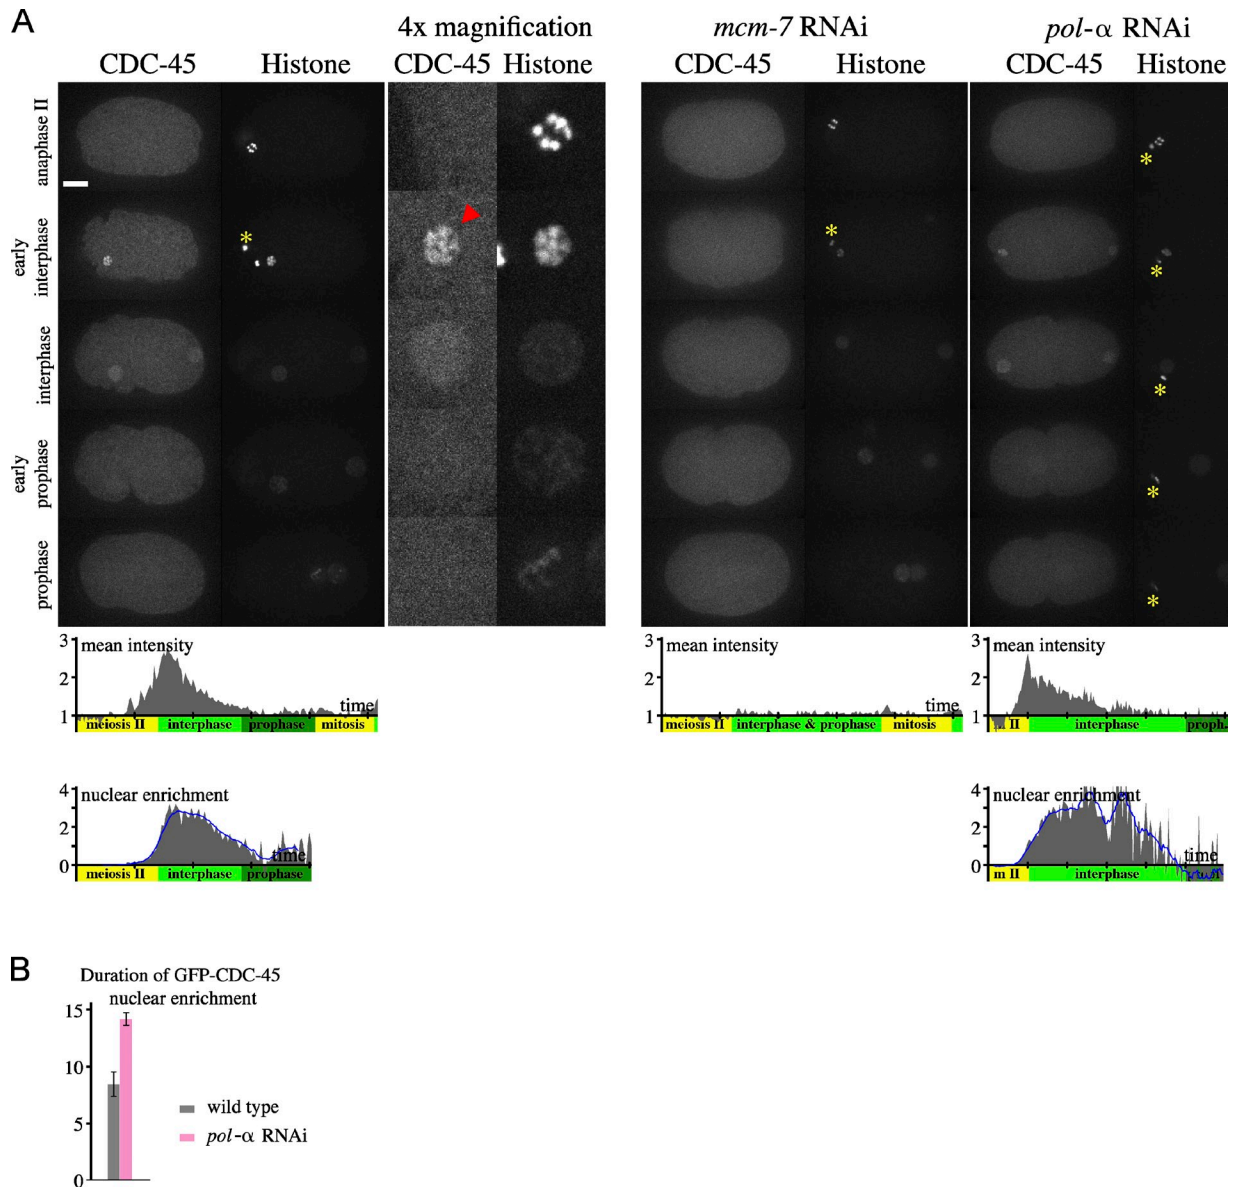 A
4x magnification
mcm-7 RNAi
pol-α RNAi
CDC-45 Histone CDC-45 Histone CDC-45 Histone CDC-45 Histone
anaphase II
*
early interphase
* * *
interphase
*
early prophase
*
prophase
*
3 mean intensity
2
1
time
meiosis II interphase prophase mitosis
mean intensity
3
2
1
time
meiosis II interphase & prophase mitosis
3 mean intensity
2
1
II interphase proph.
4 nuclear enrichment
2
0
time
meiosis II interphase prophase
4 nuclear enrichment
2
0
time
m II interphase
B
Duration of GFP-CDC-45
nuclear enrichment
15
10
5
0
wild type
pol-α RNAi